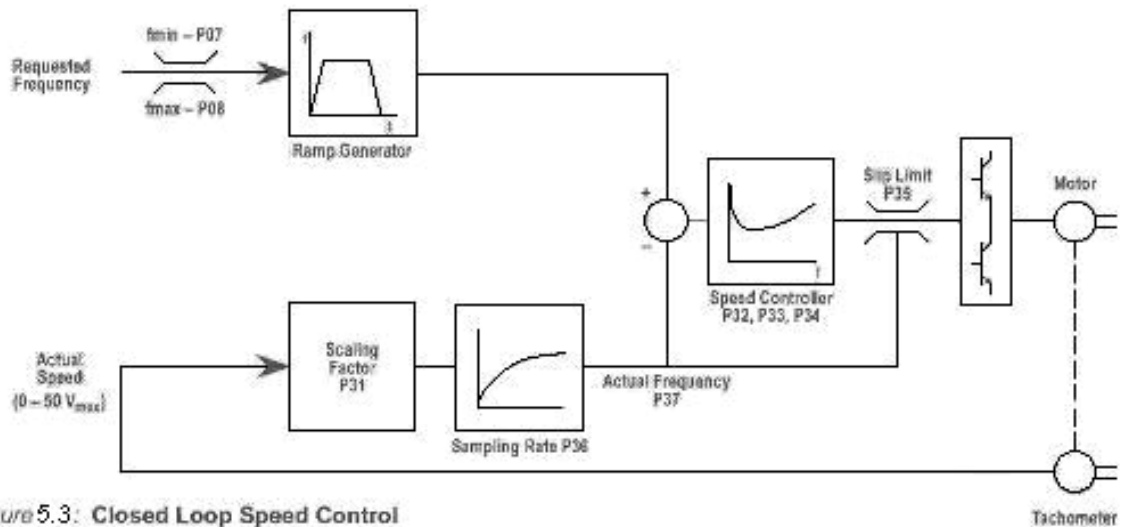 fmin – P07
Requested
Frequency
fmax – P08
f
t
Ramp Generator
+
–
Slip Limit
P35
Motor
f
Speed Controller
P32, P33, P34
Actual
Speed
(0 – 50 Vmax)
Scaling
Factor
P31
Sampling Rate P36
Actual Frequency
P37
Tachometer
ure 5.3: Closed Loop Speed Control